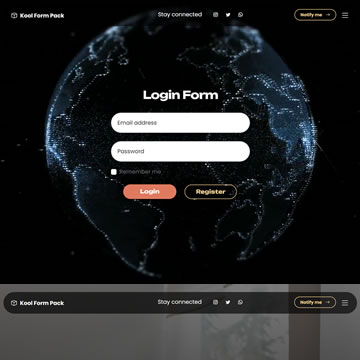 Kool Form Pack
Stay connected
Notify me →
Login Form
Email address
Password
Remember me
Login
Register
Kool Form Pack
Stay connected
Notify me →